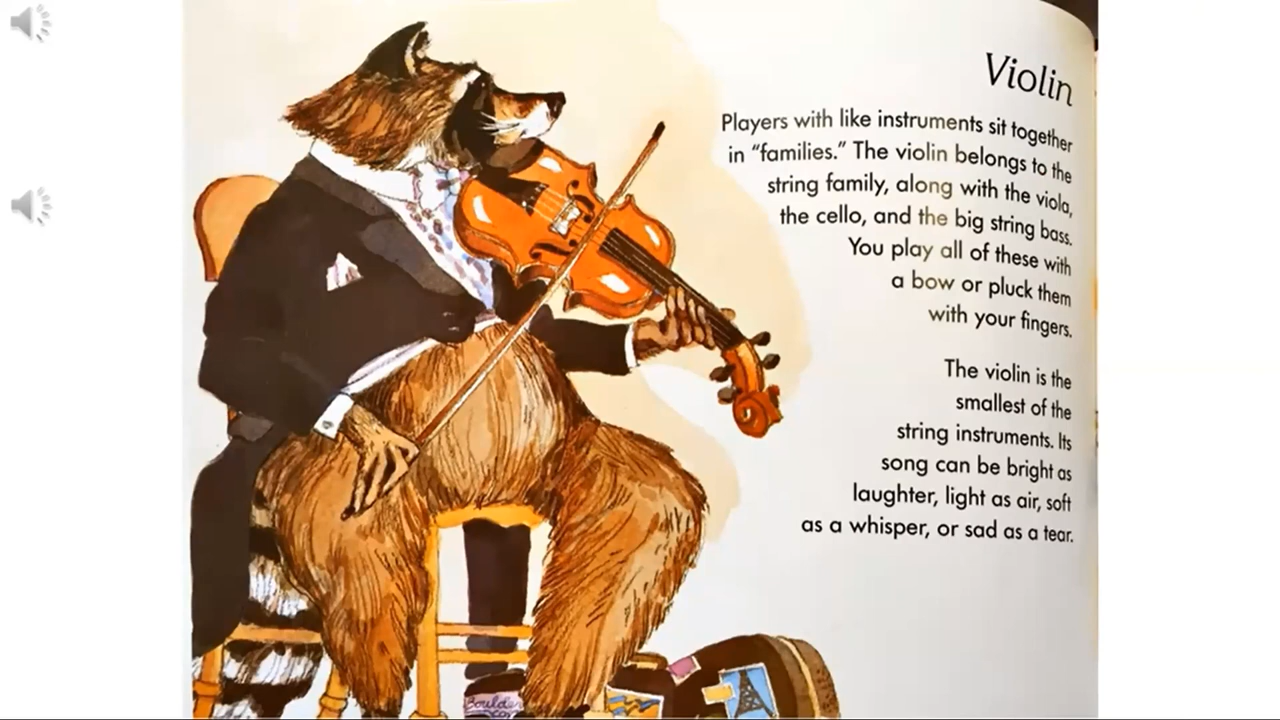 Violin
Players with like instruments sit together
in “families.” The violin belongs to the
string family, along with the viola,
the cello, and the big string bass.
You play all of these with
a bow or pluck them
with your fingers.
The violin is the
smallest of the
string instruments. Its
song can be bright as
laughter, light as air, soft
as a whisper, or sad as a tear.
Boulder